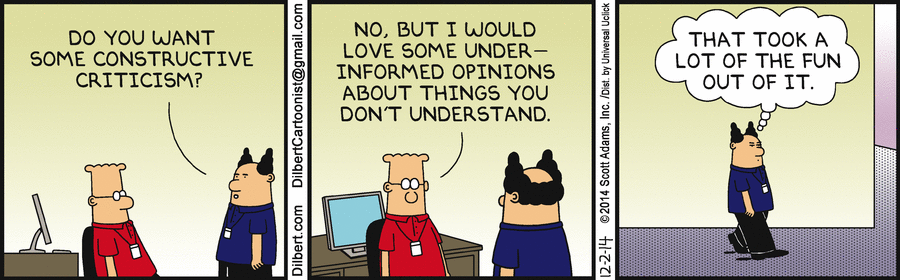 DO YOU WANT
SOME CONSTRUCTIVE
CRITICISM?
Dilbert.com DilbertCartoonist@gmail.com
NO, BUT I WOULD
LOVE SOME UNDER–
INFORMED OPINIONS
ABOUT THINGS YOU
DON'T UNDERSTAND.
12-2-14 ©2014 Scott Adams, Inc. /Dist. by Universal Uclick
THAT TOOK A
LOT OF THE FUN
OUT OF IT.